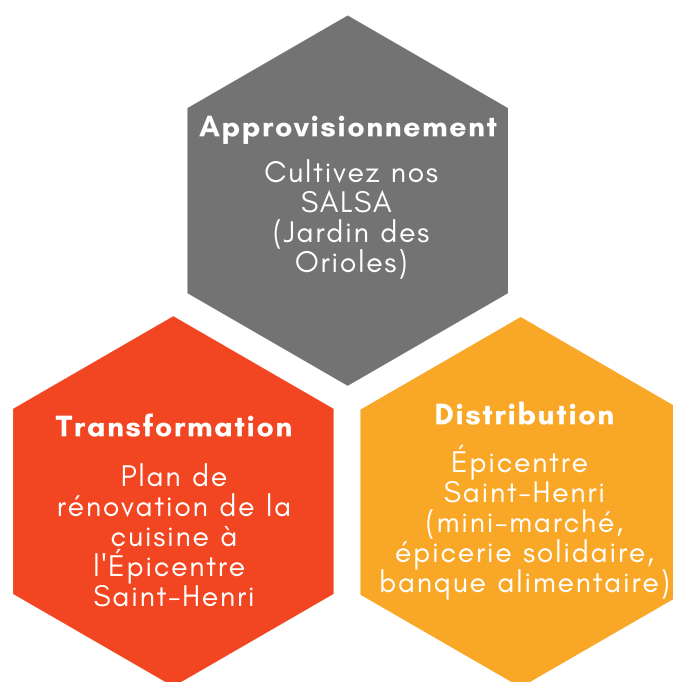 Approvisionnement
Cultivez nos
SALSA
(Jardin des
Orioles)
Transformation
Plan de
rénovation de la
cuisine à
l'Épicentre
Saint-Henri
Distribution
Épicentre
Saint-Henri
(mini-marché,
épicerie solidaire,
banque alimentaire)